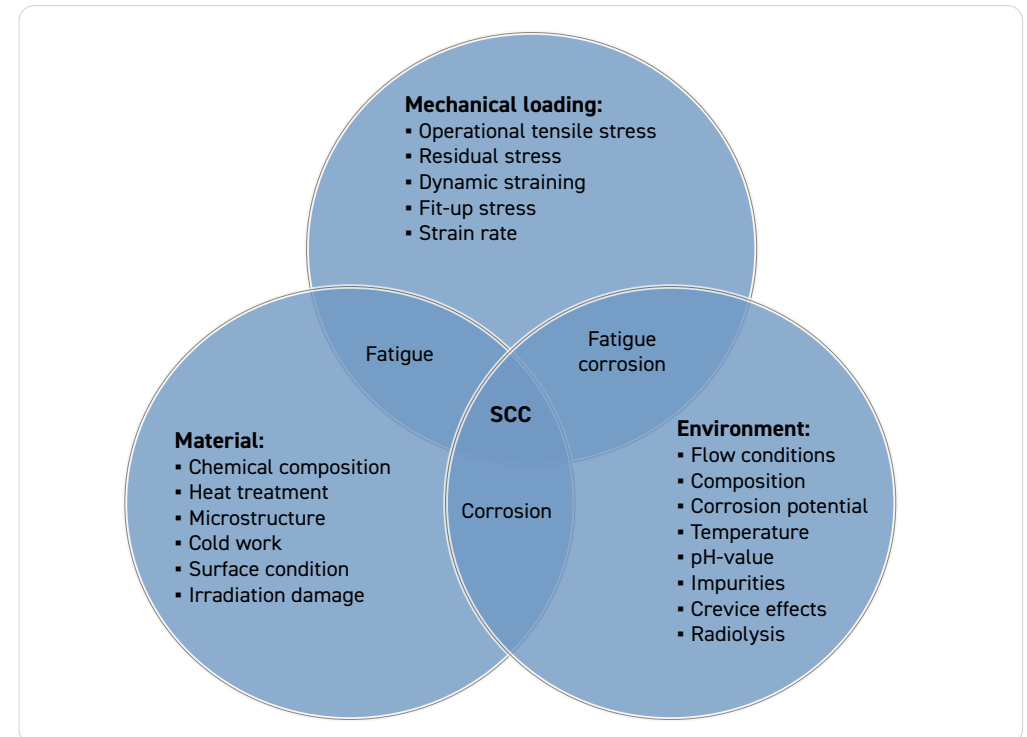 Mechanical loading:
▪ Operational tensile stress
▪ Residual stress
▪ Dynamic straining
▪ Fit-up stress
▪ Strain rate
Fatigue
Fatigue
corrosion
SCC
Material:
▪ Chemical composition
▪ Heat treatment
▪ Microstructure
▪ Cold work
▪ Surface condition
▪ Irradiation damage
Corrosion
Environment:
▪ Flow conditions
▪ Composition
▪ Corrosion potential
▪ Temperature
▪ pH-value
▪ Impurities
▪ Crevice effects
▪ Radiolysis